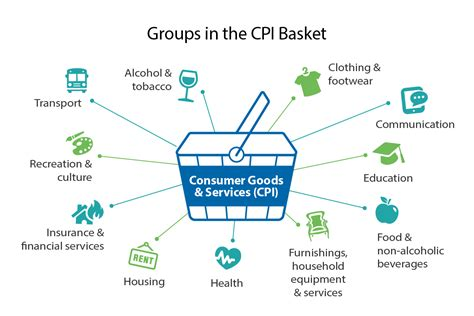 Groups in the CPI Basket
Alcohol &
tobacco
Clothing &
footwear
Transport
Communication
Recreation &
culture
Consumer Goods
& Services (CPI)
Education
Insurance &
financial services
Food &
non-alcoholic
beverages
RENT
Housing
Health
Furnishings,
household
equipment
& services